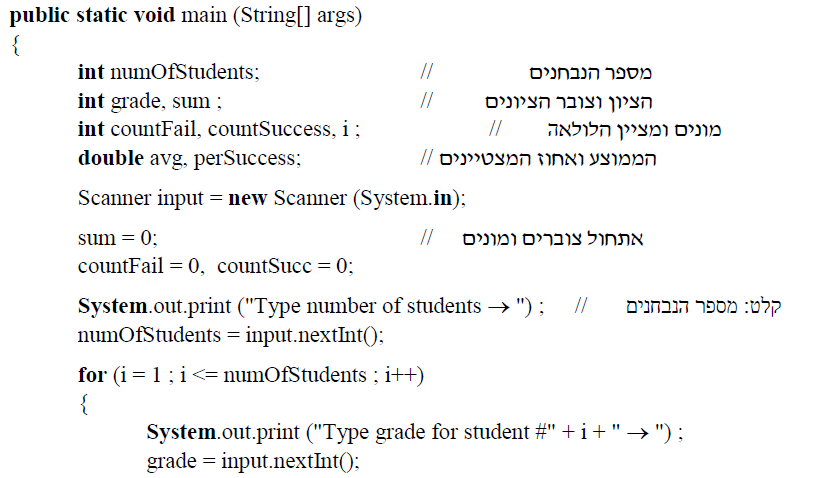 public static void main (String[] args)
{
int numOfStudents; // מספר הנבחנים
int grade, sum ; // הציון וצובר הציונים
int countFail, countSuccess, i ; // מונים ומציין הלולאה
double avg, perSuccess; // הממוצע ואחוז המצטיינים
Scanner input = new Scanner (System.in);
sum = 0; // אתחול צוברים ומונים
countFail = 0, countSucc = 0;
System.out.print ("Type number of students → ") ; // קלט: מספר הנבחנים
numOfStudents = input.nextInt();
for (i = 1 ; i <= numOfStudents ; i++)
{
System.out.print ("Type grade for student #" + i + " → ") ;
grade = input.nextInt();